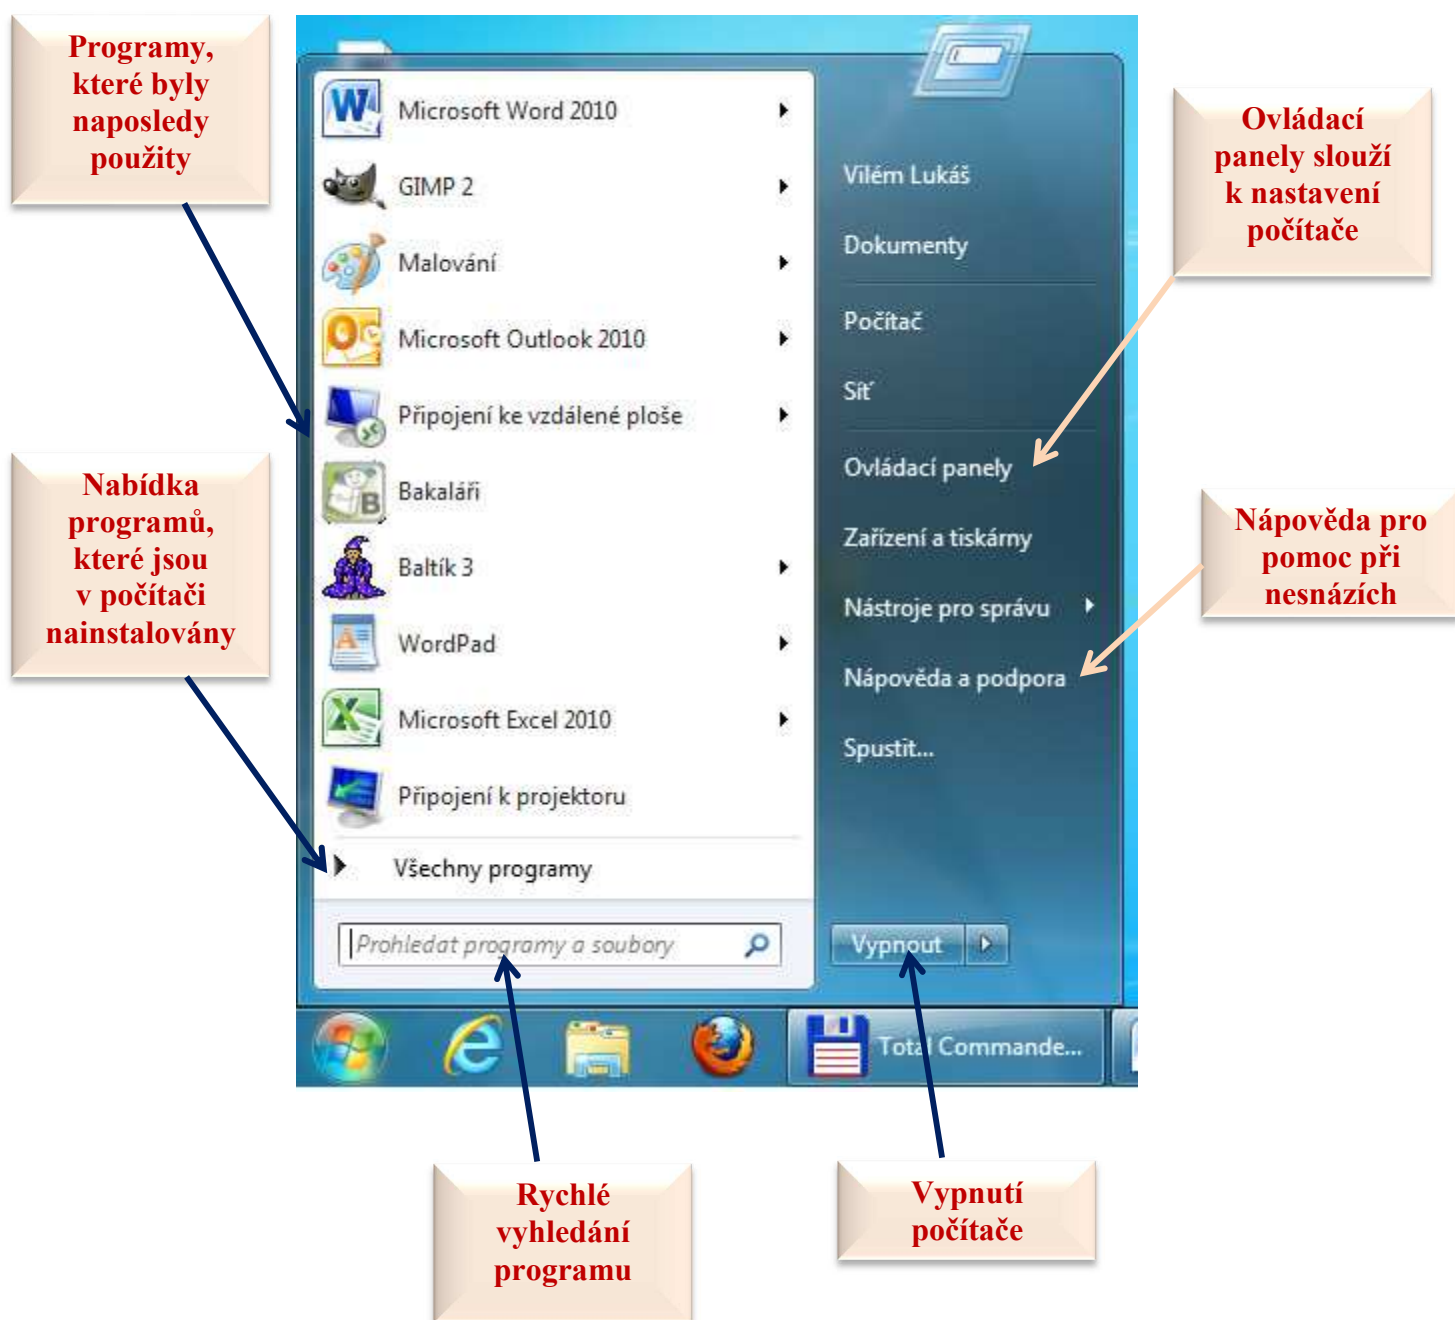 Programy,
které byly
naposledy
použity
Nabídka
programů,
které jsou
v počítači
nainstalovány
Microsoft Word 2010
GIMP 2
Malování
Microsoft Outlook 2010
Připojení ke vzdálené ploše
Bakaláři
Baltík 3
WordPad
Microsoft Excel 2010
Připojení k projektoru
Všechny programy
Prohledat programy a soubory
Vilém Lukáš
Dokumenty
Počítač
Síť
Ovládací panely
Zařízení a tiskárny
Nástroje pro správu
Nápověda a podpora
Spustit...
Vypnout
Total Commande...
Ovládací
panely slouží
k nastavení
počítače
Nápověda pro
pomoc při
nesnázích
Rychlé
vyhledání
programu
Vypnutí
počítače